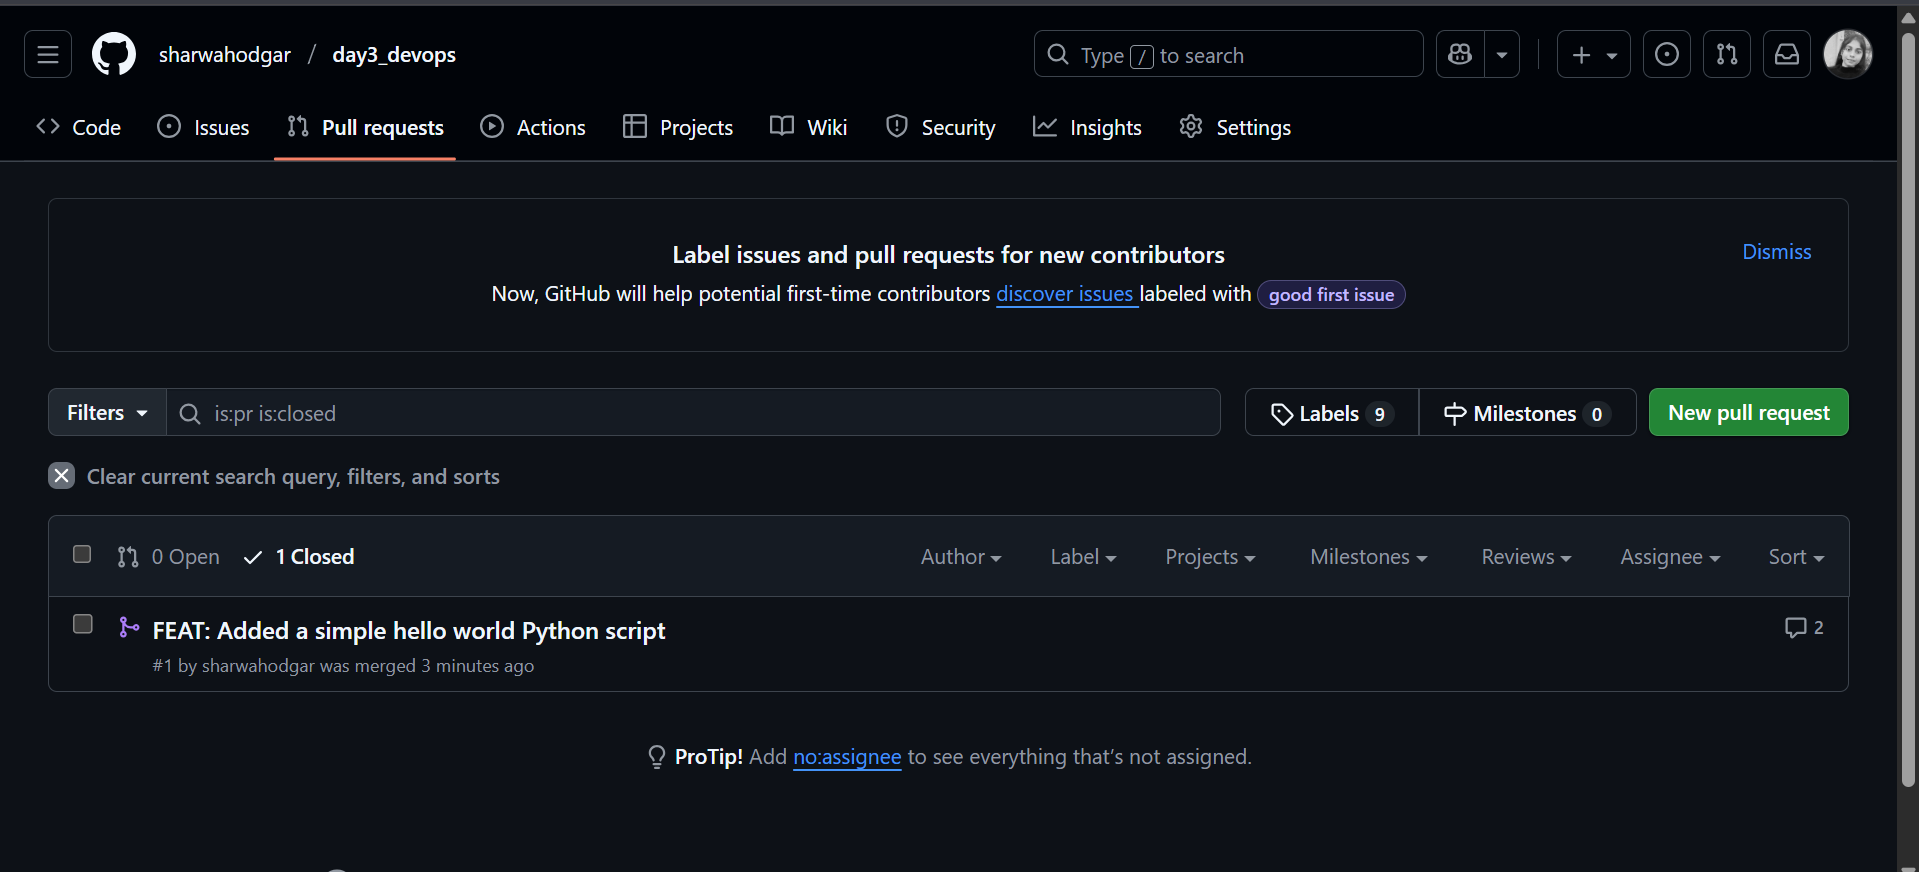 sharwahodgar / day3_devops
Type / to search
Code Issues Pull requests Actions Projects Wiki Security Insights Settings
Label issues and pull requests for new contributors
Dismiss
Now, GitHub will help potential first-time contributors discover issues labeled with good first issue
Filters is:pr is:closed Labels 9 Milestones 0 New pull request
Clear current search query, filters, and sorts
0 Open 1 Closed Author Label Projects Milestones Reviews Assignee Sort
FEAT: Added a simple hello world Python script 2
#1 by sharwahodgar was merged 3 minutes ago
ProTip! Add no:assignee to see everything that’s not assigned.